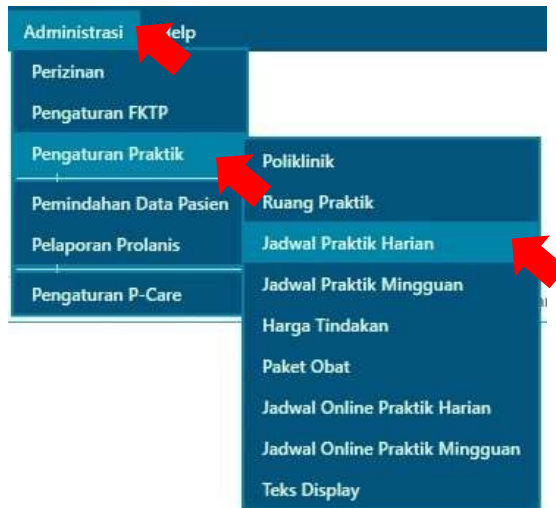 Administrasi
elp
Perizinan
Pengaturan FKTP
Pengaturan Praktik
Pemindahan Data Pasien
Pelaporan Prolanis
Pengaturan P-Care
Poliklinik
Ruang Praktik
Jadwal Praktik Harian
Jadwal Praktik Mingguan
Harga Tindakan
Paket Obat
Jadwal Online Praktik Harian
Jadwal Online Praktik Mingguan
Teks Display